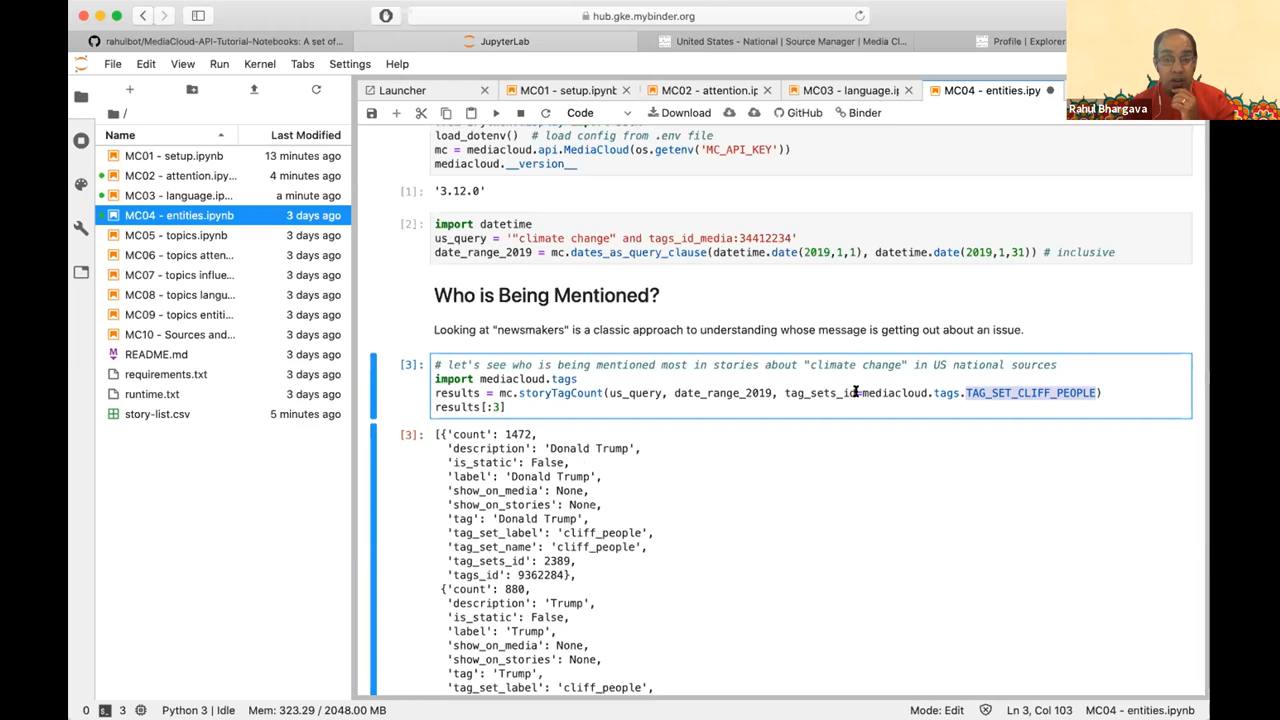 hub.gke.mybinder.org
rahulbot/MediaCloud-API-Tutorial-Notebooks: A set of...
JupyterLab
United States - National | Source Manager | Media Cl...
Profile | Explorer
File Edit View Run Kernel Tabs Settings Help
Rahul Bhargava
Launcher
MC01 - setup.ipynb
MC02 - attention.ip
MC03 - language.ip
MC04 - entities.ipy
/
Code
Download
GitHub
Binder
Name Last Modified
MC01 - setup.ipynb 13 minutes ago
MC02 - attention.ipy... 4 minutes ago
MC03 - language.ip... a minute ago
MC04 - entities.ipynb 3 days ago
MC05 - topics.ipynb 3 days ago
MC06 - topics atten... 3 days ago
MC07 - topics influe... 3 days ago
MC08 - topics langu... 3 days ago
MC09 - topics entiti... 3 days ago
MC10 - Sources and... 3 days ago
README.md 3 days ago
requirements.txt 3 days ago
runtime.txt 3 days ago
story-list.csv 5 minutes ago
load_dotenv() # load config from .env file
mc = mediacloud.api.MediaCloud(os.getenv('MC_API_KEY'))
mediacloud.__version__
[1]: '3.12.0'
[2]: import datetime
us_query = '"climate change" and tags_id_media:34412234'
date_range_2019 = mc.dates_as_query_clause(datetime.date(2019,1,1), datetime.date(2019,1,31)) # inclusive
Who is Being Mentioned?
Looking at "newsmakers" is a classic approach to understanding whose message is getting out about an issue.
[3]: # let's see who is being mentioned most in stories about "climate change" in US national sources
import mediacloud.tags
results = mc.storyTagCount(us_query, date_range_2019, tag_sets_id=mediacloud.tags.TAG_SET_CLIFF_PEOPLE)
results[:3]
[3]: [{'count': 1472,
'description': 'Donald Trump',
'is_static': False,
'label': 'Donald Trump',
'show_on_media': None,
'show_on_stories': None,
'tag': 'Donald Trump',
'tag_set_label': 'cliff_people',
'tag_set_name': 'cliff_people',
'tag_sets_id': 2389,
'tags_id': 9362284},
{'count': 880,
'description': 'Trump',
'is_static': False,
'label': 'Trump',
'show_on_media': None,
'show_on_stories': None,
'tag': 'Trump',
'tag_set_label': 'cliff_people',
0 3 Python 3 | Idle Mem: 323.29 / 2048.00 MB Mode: Edit Ln 3, Col 103 MC04 - entities.ipynb